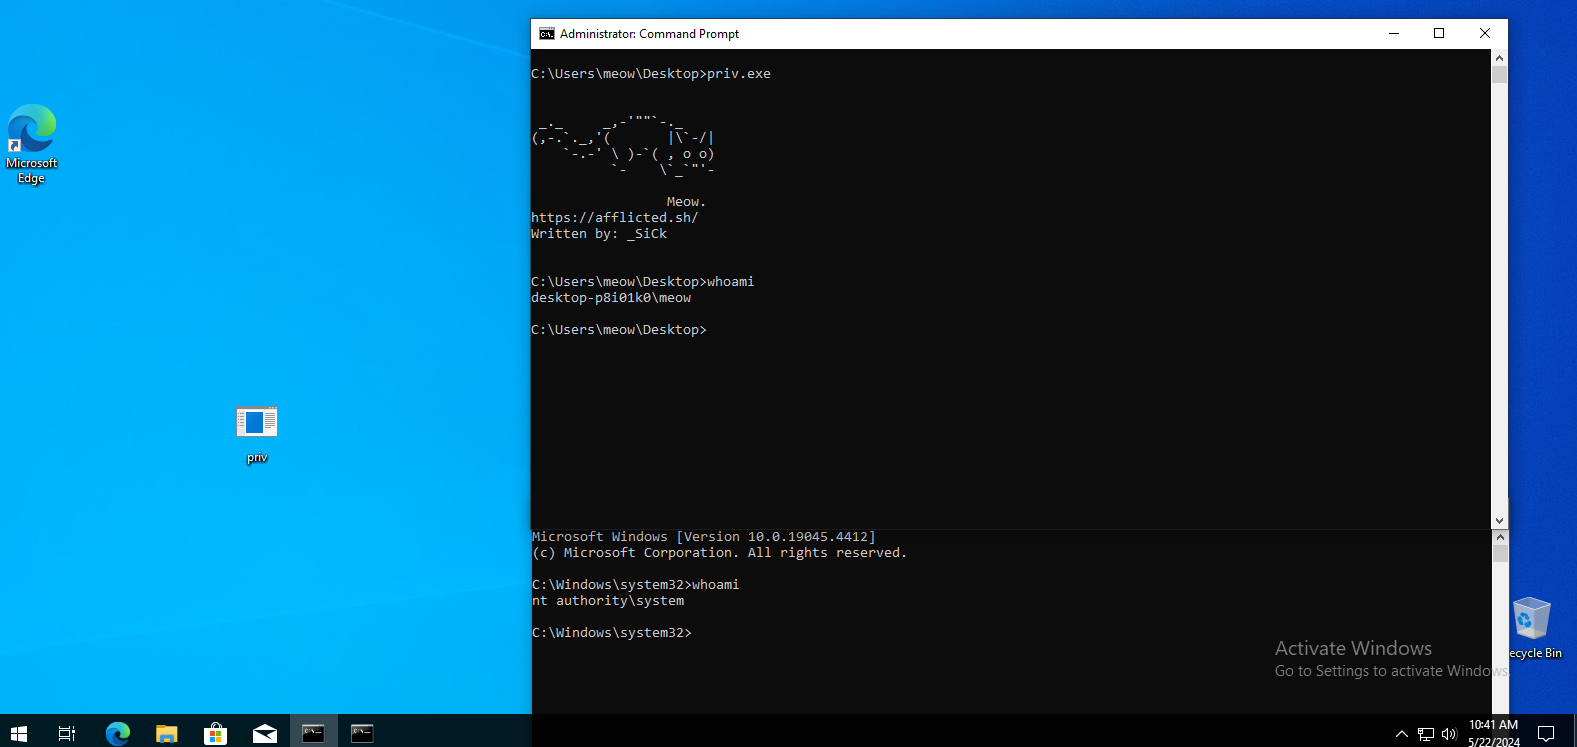 Administrator: Command Prompt
C:\Users\meow\Desktop>priv.exe
 _._     _,-'""`-._
(,-.`._,'(       |\`-/|
    `-.-' \ )-`( , o o)
          `-    \`_`"'-
Meow.
https://afflicted.sh/
Written by: _SiCk
C:\Users\meow\Desktop>whoami
desktop-p8i01k0\meow
C:\Users\meow\Desktop>
Microsoft Windows [Version 10.0.19045.4412]
(c) Microsoft Corporation. All rights reserved.
C:\Windows\system32>whoami
nt authority\system
C:\Windows\system32>
Microsoft
Edge
priv
Activate Windows
Go to Settings to activate Windows.
ecycle Bin
10:41 AM
5/22/2024